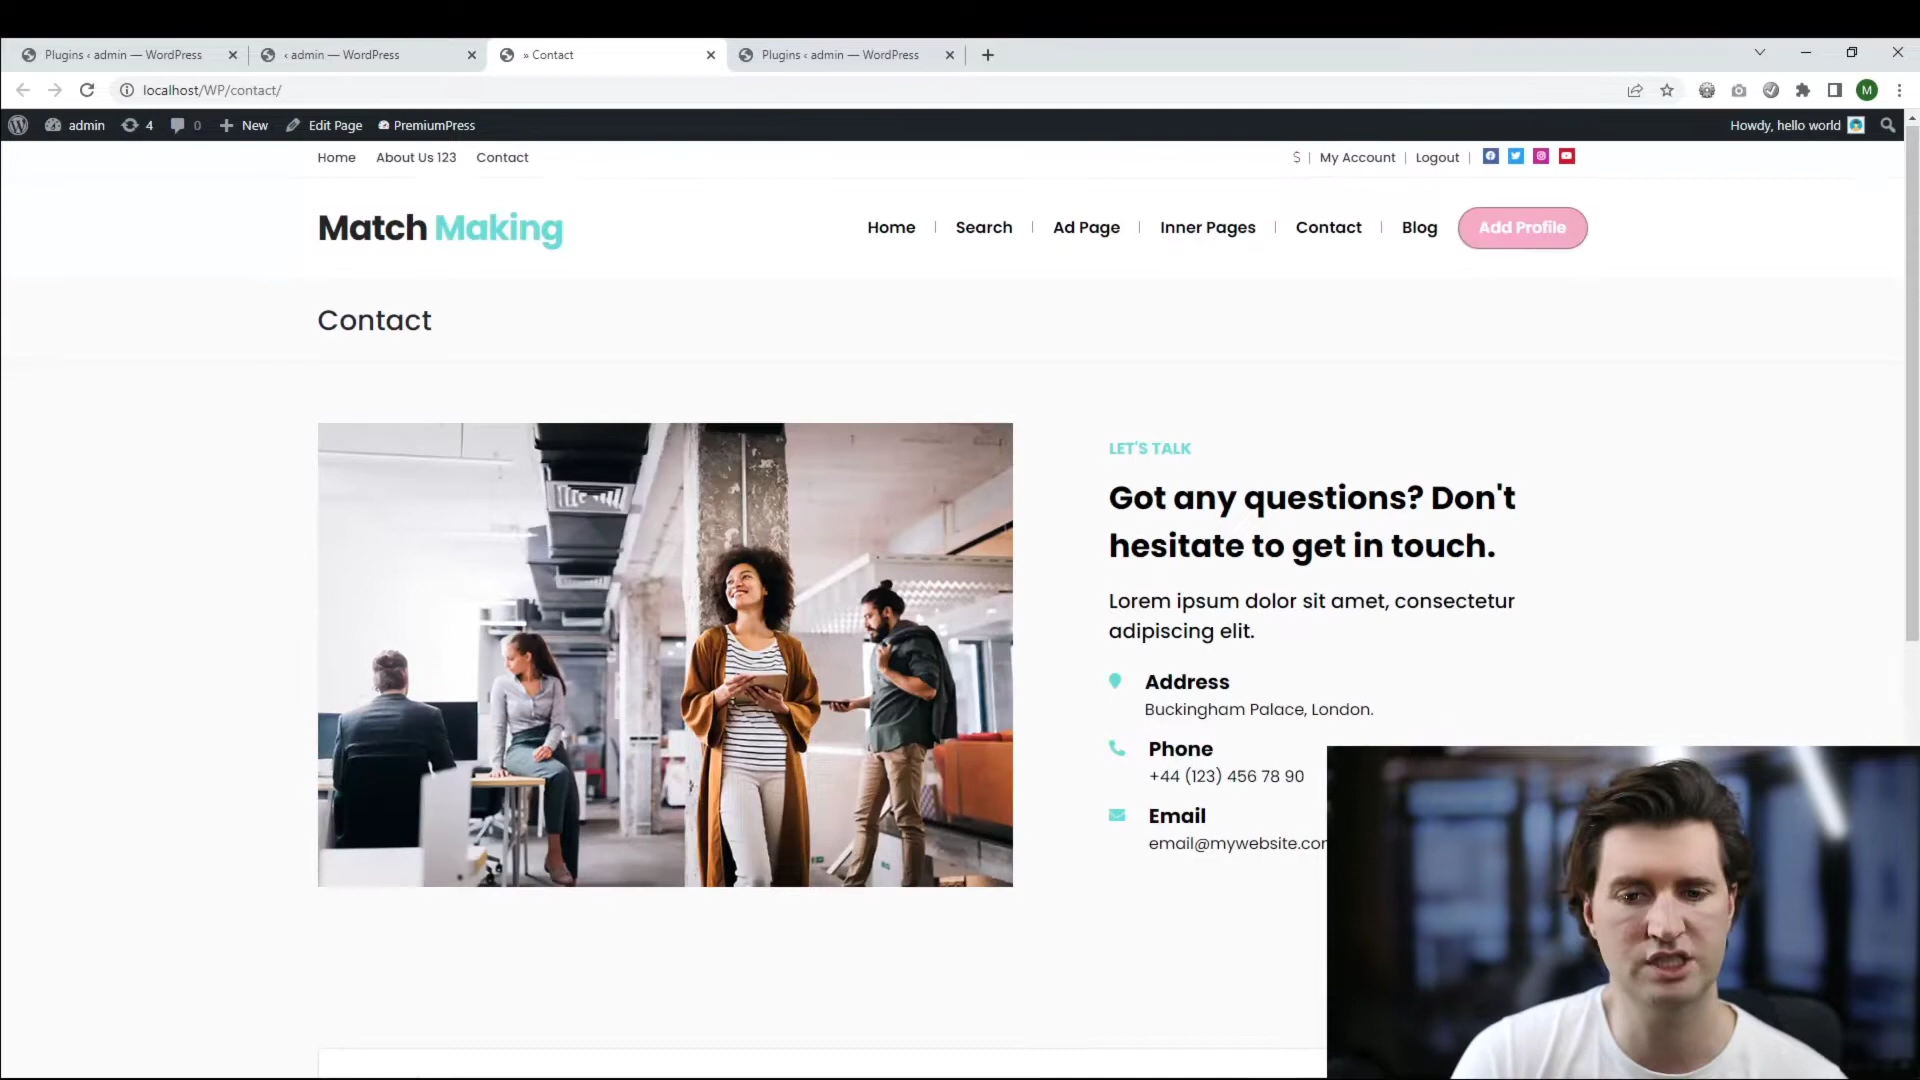 Plugins ‹ admin — WordPress
‹ admin — WordPress
» Contact
Plugins ‹ admin — WordPress
localhost/WP/contact/
M
admin
4
0
New
Edit Page
PremiumPress
Howdy, hello world
Home
About Us 123
Contact
$
My Account
Logout
Match Making
Home
Search
Ad Page
Inner Pages
Contact
Blog
Add Profile
Contact
LET'S TALK
Got any questions? Don't
hesitate to get in touch.
Lorem ipsum dolor sit amet, consectetur
adipiscing elit.
Address
Buckingham Palace, London.
Phone
+44 (123) 456 78 90
Email